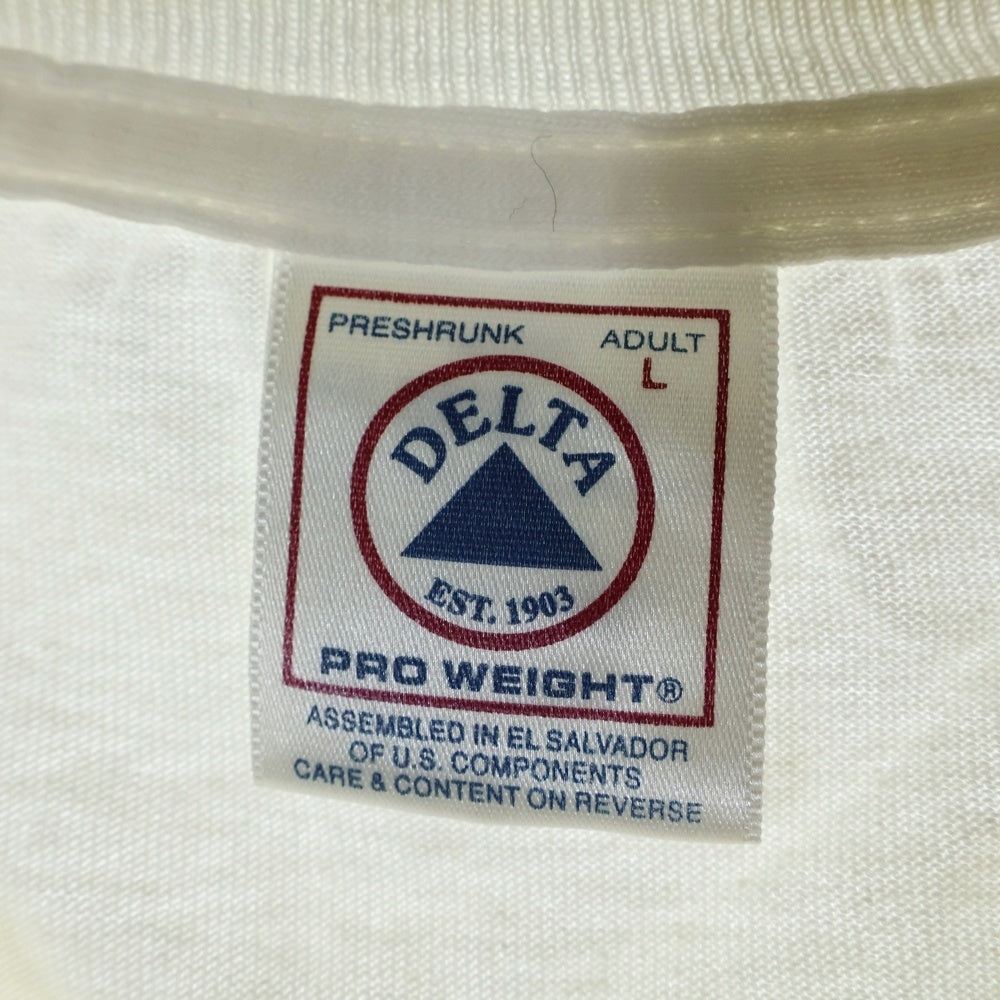 PRESHRUNK
ADULT
L
DELTA
EST. 1903
PRO WEIGHT®
ASSEMBLED IN EL SALVADOR
OF U.S. COMPONENTS
CARE & CONTENT ON REVERSE